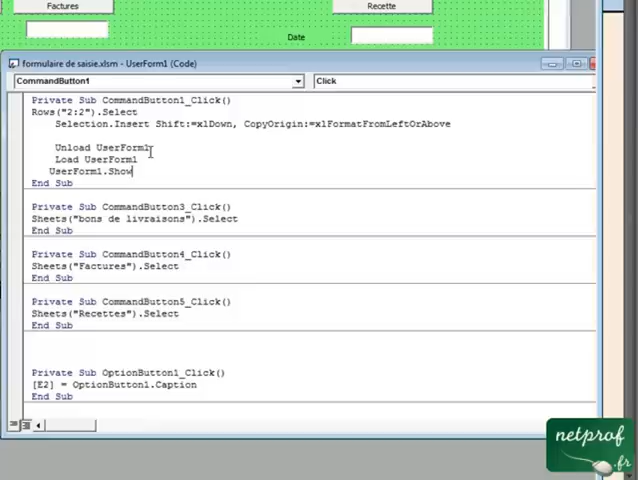 Factures
Recette
Date
formulaire de saisie.xlsm - UserForm1 (Code)
CommandButton1
Click
Private Sub CommandButton1_Click()
Rows("2:2").Select
Selection.Insert Shift:=xlDown, CopyOrigin:=xlFormatFromLeftOrAbove
Unload UserForm1
Load UserForm1
UserForm1.Show
End Sub
Private Sub CommandButton3_Click()
Sheets("bons de livraisons").Select
End Sub
Private Sub CommandButton4_Click()
Sheets("Factures").Select
End Sub
Private Sub CommandButton5_Click()
Sheets("Recettes").Select
End Sub
Private Sub OptionButton1_Click()
[E2] = OptionButton1.Caption
End Sub
netprof
.fr